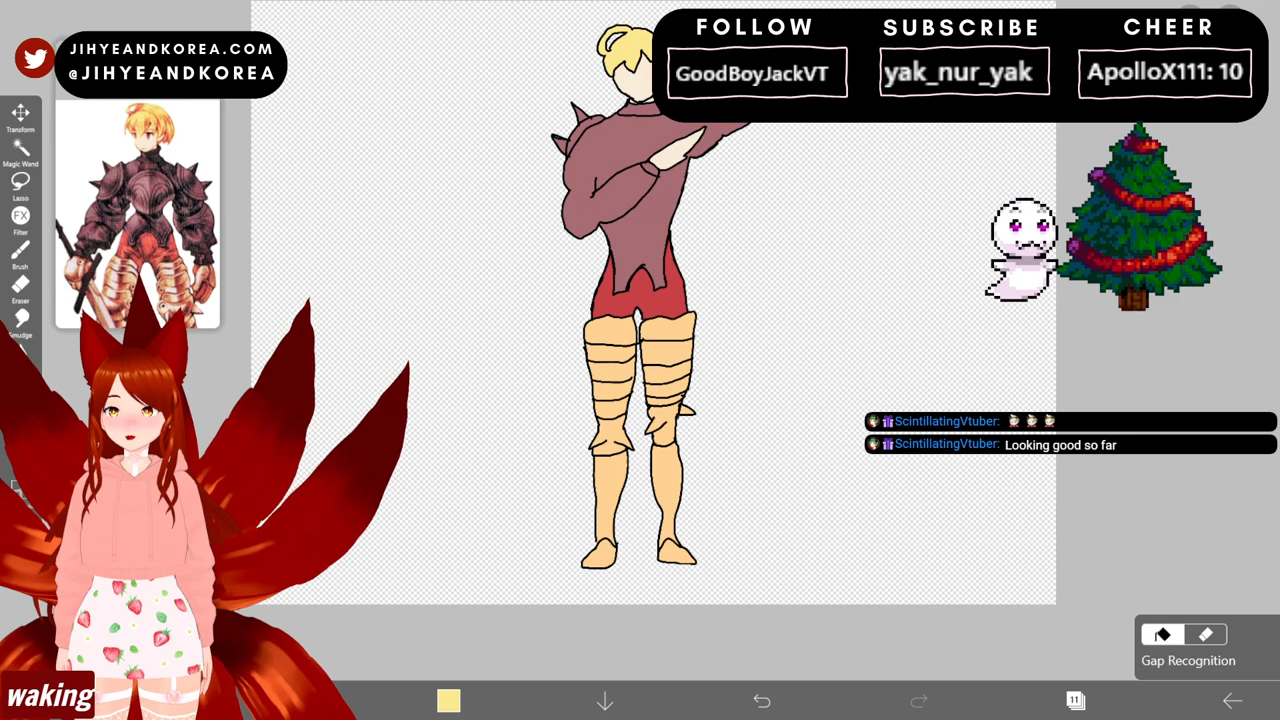 JIHYEANDKOREA.COM
@JIHYEANDKOREA
FOLLOW
GoodBoyJackVT
SUBSCRIBE
yak_nur_yak
CHEER
ApolloX111: 10
Transform
Magic Wand
Lasso
FX
Filter
Brush
Eraser
Smudge
ScintillatingVtuber:
ScintillatingVtuber: Looking good so far
Gap Recognition
waking
11